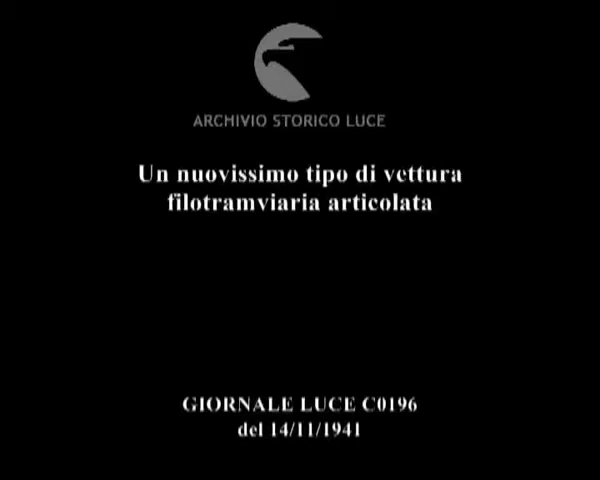 ARCHIVIO STORICO LUCE
Un nuovissimo tipo di vettura
filotramviaria articolata
GIORNALE LUCE C0196
del 14/11/1941